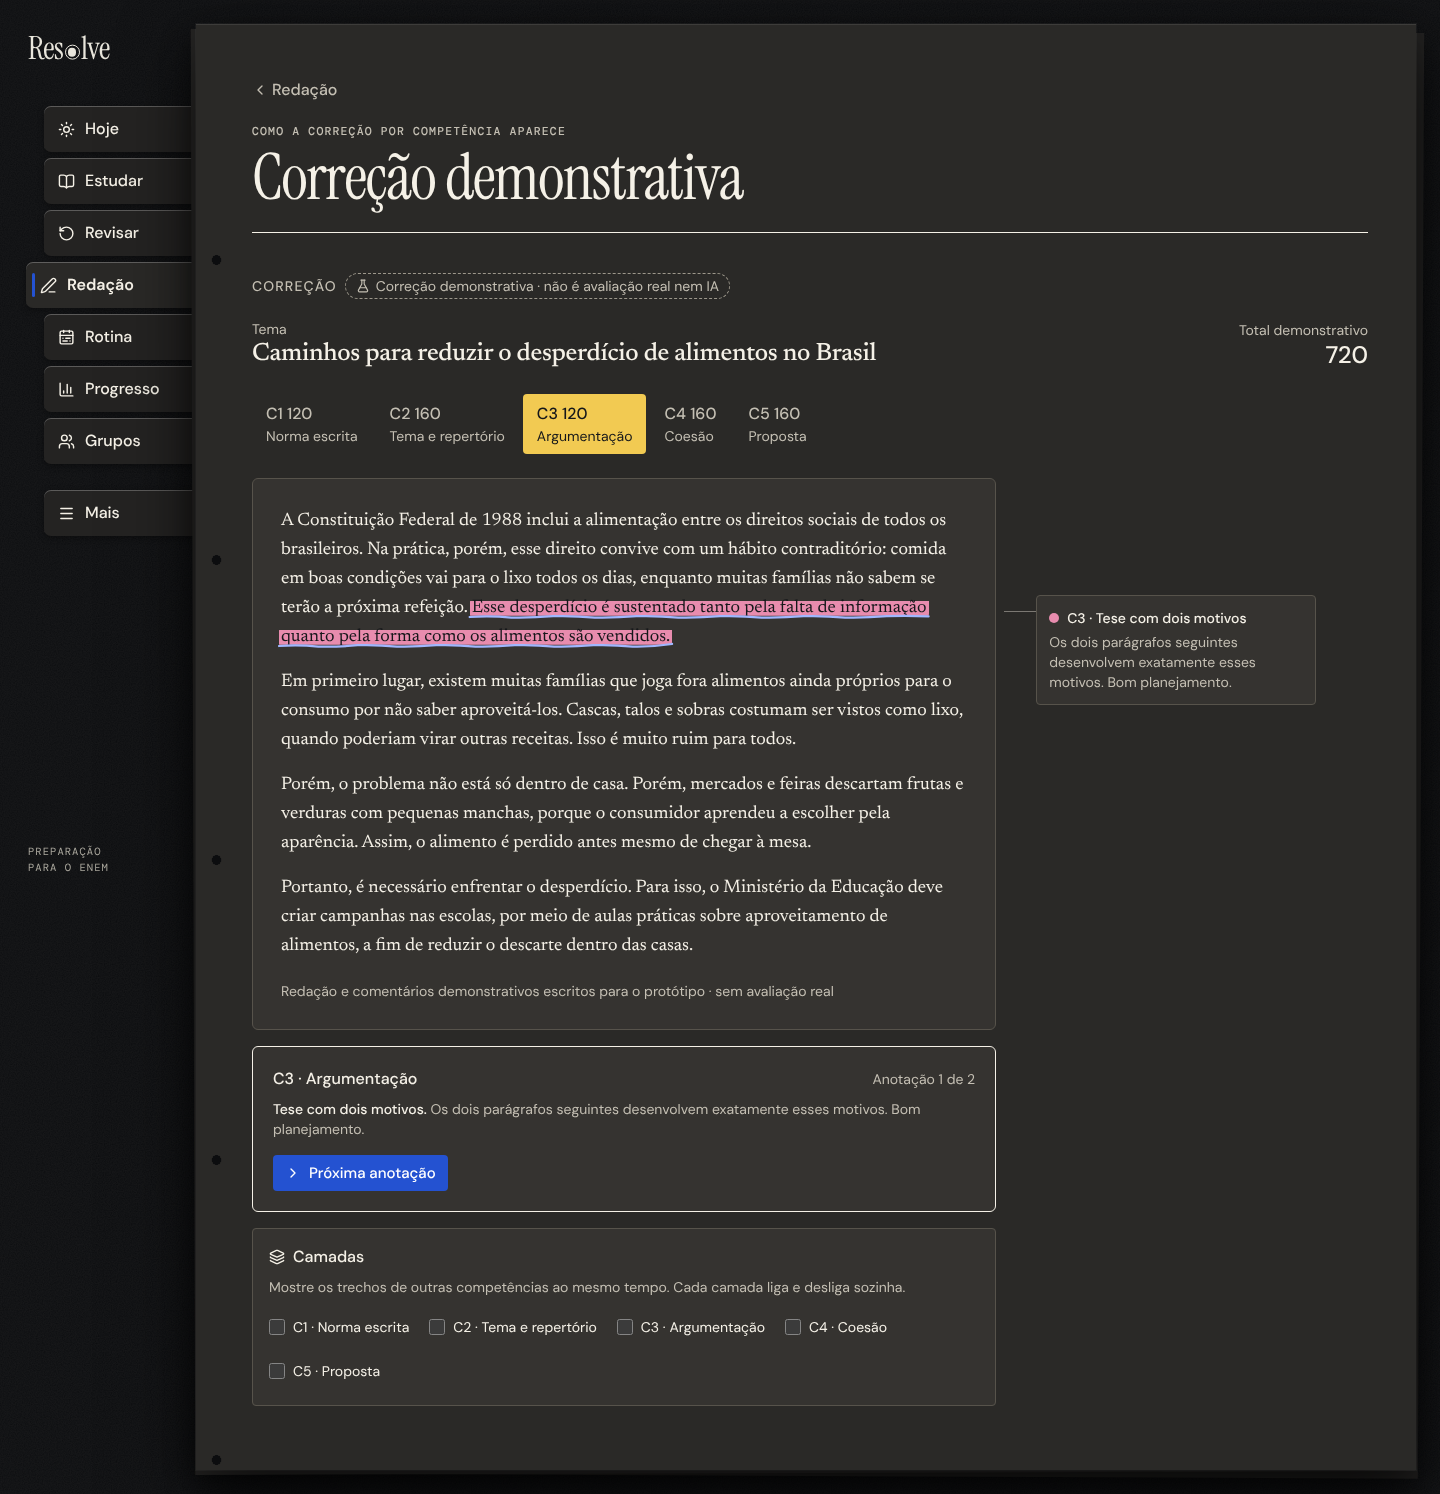 Resolve
Hoje
Estudar
Revisar
Redação
Rotina
Progresso
Grupos
Mais
PREPARAÇÃO
PARA O ENEM
Redação
COMO A CORREÇÃO POR COMPETÊNCIA APARECE
Correção demonstrativa
CORREÇÃO
Correção demonstrativa · não é avaliação real nem IA
Tema
Caminhos para reduzir o desperdício de alimentos no Brasil
Total demonstrativo
720
C1 120
Norma escrita
C2 160
Tema e repertório
C3 120
Argumentação
C4 160
Coesão
C5 160
Proposta
A Constituição Federal de 1988 inclui a alimentação entre os direitos sociais de todos os
brasileiros. Na prática, porém, esse direito convive com um hábito contraditório: comida
em boas condições vai para o lixo todos os dias, enquanto muitas famílias não sabem se
terão a próxima refeição. Esse desperdício é sustentado tanto pela falta de informação
quanto pela forma como os alimentos são vendidos.
Em primeiro lugar, existem muitas famílias que joga fora alimentos ainda próprios para o
consumo por não saber aproveitá-los. Cascas, talos e sobras costumam ser vistos como lixo,
quando poderiam virar outras receitas. Isso é muito ruim para todos.
Porém, o problema não está só dentro de casa. Porém, mercados e feiras descartam frutas e
verduras com pequenas manchas, porque o consumidor aprendeu a escolher pela
aparência. Assim, o alimento é perdido antes mesmo de chegar à mesa.
Portanto, é necessário enfrentar o desperdício. Para isso, o Ministério da Educação deve
criar campanhas nas escolas, por meio de aulas práticas sobre aproveitamento de
alimentos, a fim de reduzir o descarte dentro das casas.
Redação e comentários demonstrativos escritos para o protótipo · sem avaliação real
C3 · Tese com dois motivos
Os dois parágrafos seguintes
desenvolvem exatamente esses
motivos. Bom planejamento.
C3 · Argumentação
Anotação 1 de 2
Tese com dois motivos. Os dois parágrafos seguintes desenvolvem exatamente esses motivos. Bom
planejamento.
Próxima anotação
Camadas
Mostre os trechos de outras competências ao mesmo tempo. Cada camada liga e desliga sozinha.
C1 · Norma escrita
C2 · Tema e repertório
C3 · Argumentação
C4 · Coesão
C5 · Proposta